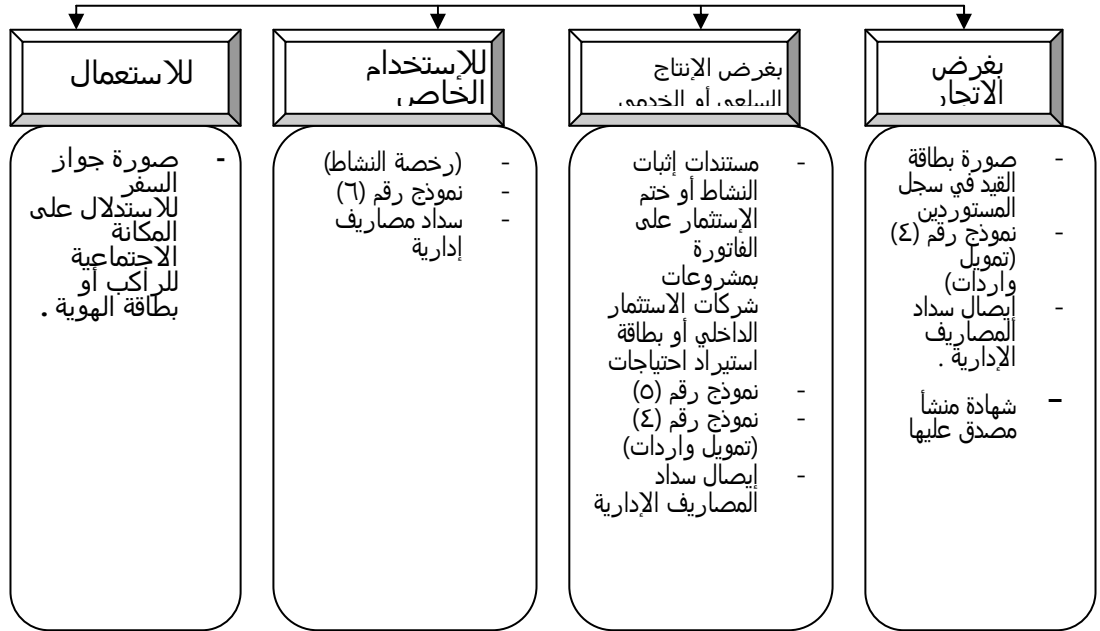 بغرض
الاتجار
- صورة بطاقة
القيد في سجل
المستوردين
- نموذج رقم (٤)
(تمويل
واردات)
- إيصال سداد
المصاريف
الإدارية .
- شهادة منشأ
مصدق عليها
بغرض الإنتاج
السلعي أو الخدمي
- مستندات إثبات
النشاط أو ختم
الإستثمار على
الفاتورة
بمشروعات
شركات الاستثمار
الداخلي أو بطاقة
استيراد احتياجات
- نموذج رقم (٥)
- نموذج رقم (٤)
(تمويل واردات)
- إيصال سداد
المصاريف الإدارية
للإستخدام
الخاص
- (رخصة النشاط)
- نموذج رقم (٦)
- سداد مصاريف
إدارية
للاستعمال
- صورة جواز
السفر
للاستدلال على
المكانة
الاجتماعية
للراكب أو
بطاقة الهوية .